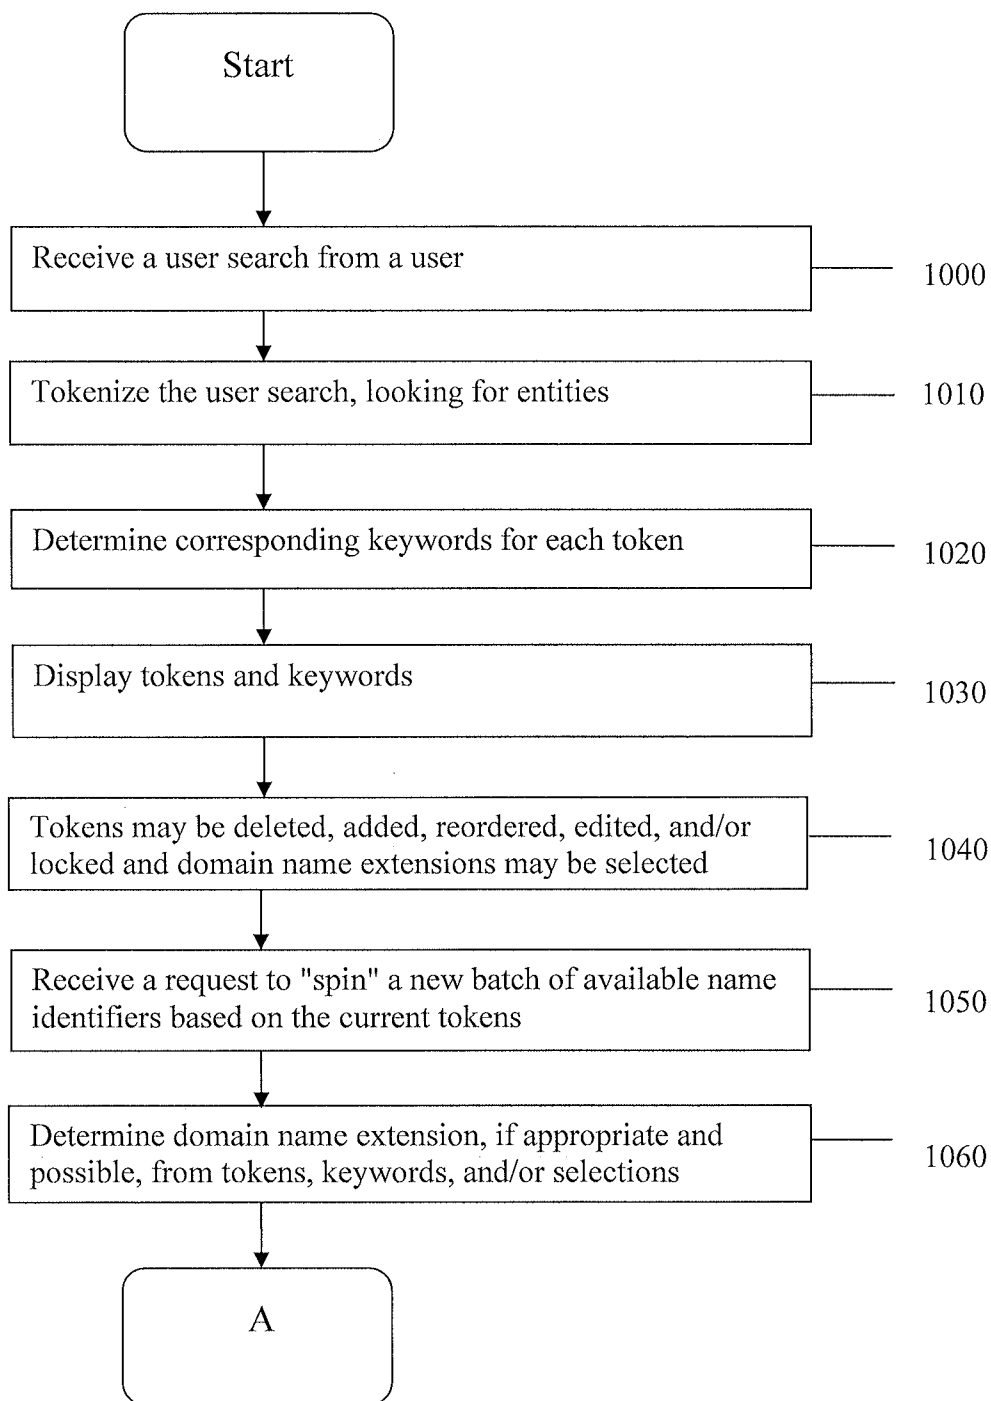 Start
Receive a user search from a user
1000
Tokenize the user search, looking for entities
1010
Determine corresponding keywords for each token
1020
Display tokens and keywords
1030
Tokens may be deleted, added, reordered, edited, and/or
locked and domain name extensions may be selected
1040
Receive a request to "spin" a new batch of available name
identifiers based on the current tokens
1050
Determine domain name extension, if appropriate and
possible, from tokens, keywords, and/or selections
1060
A